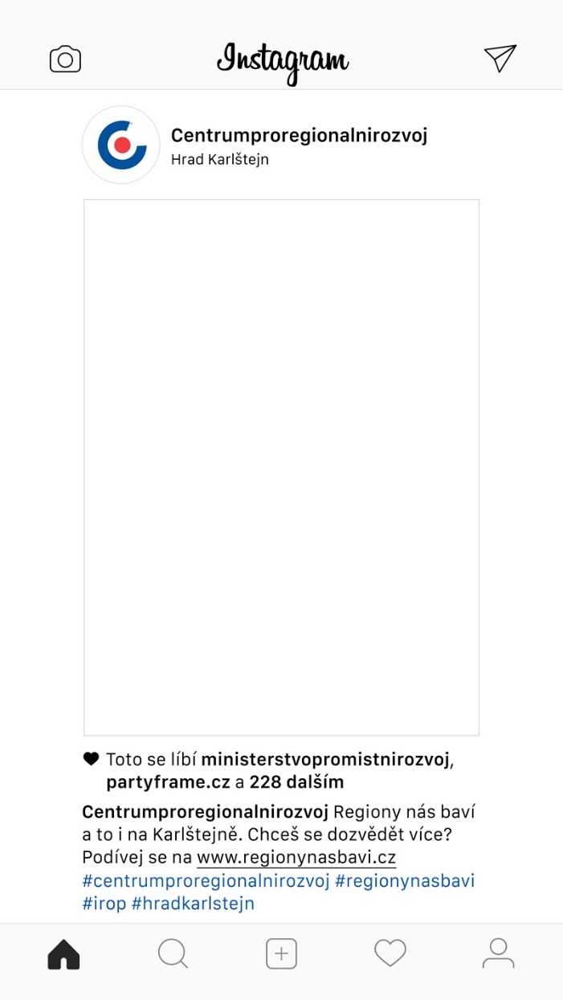 Instagram
Centrumproregionalnirozvoj
Hrad Karlštejn
Toto se líbí ministerstvopromistnirozvoj,
partyframe.cz a 228 dalším
Centrumproregionalnirozvoj Regiony nás baví
a to i na Karlštejně. Chceš se dozvědět více?
Podívej se na www.regionynasbavi.cz
#centrumproregionalnirozvoj #regionynasbavi
#irop #hradkarlstejn